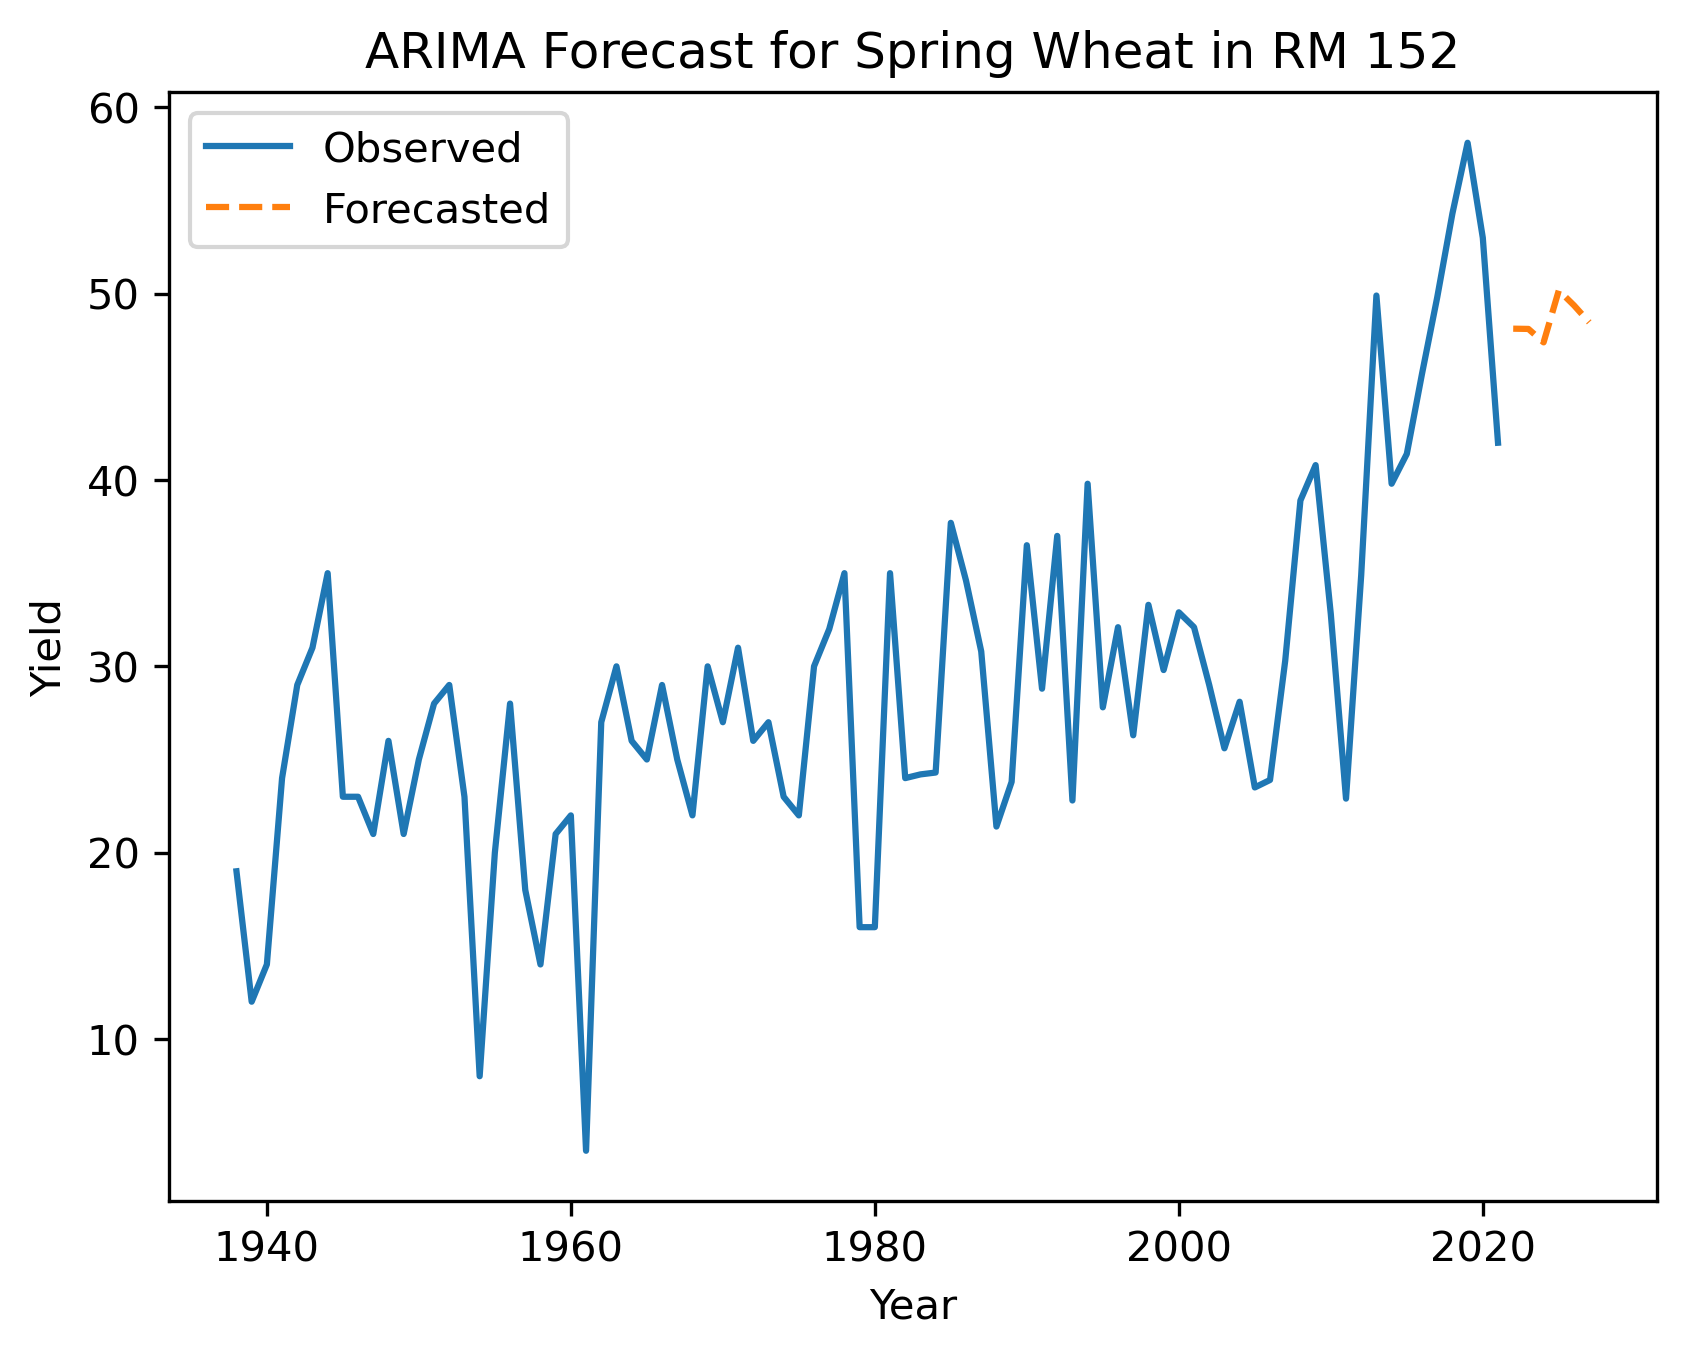 ARIMA Forecast for Spring Wheat in RM 152
Observed
Forecasted
60
50
40
30
20
10
Yield
1940 1960 1980 2000 2020
Year